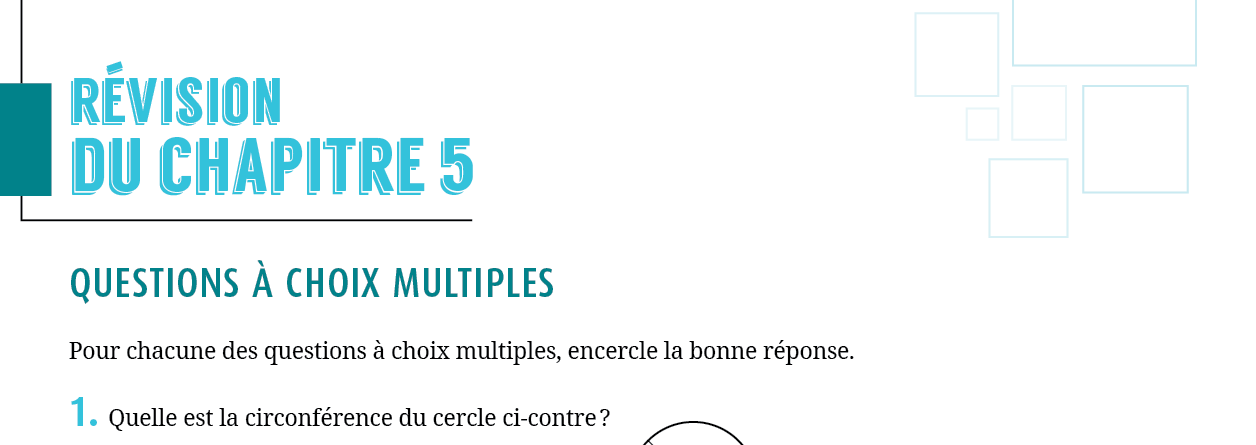 RÉVISION
DU CHAPITRE 5
QUESTIONS À CHOIX MULTIPLES
Pour chacune des questions à choix multiples, encercle la bonne réponse.
1. Quelle est la circonférence du cercle ci-contre ?